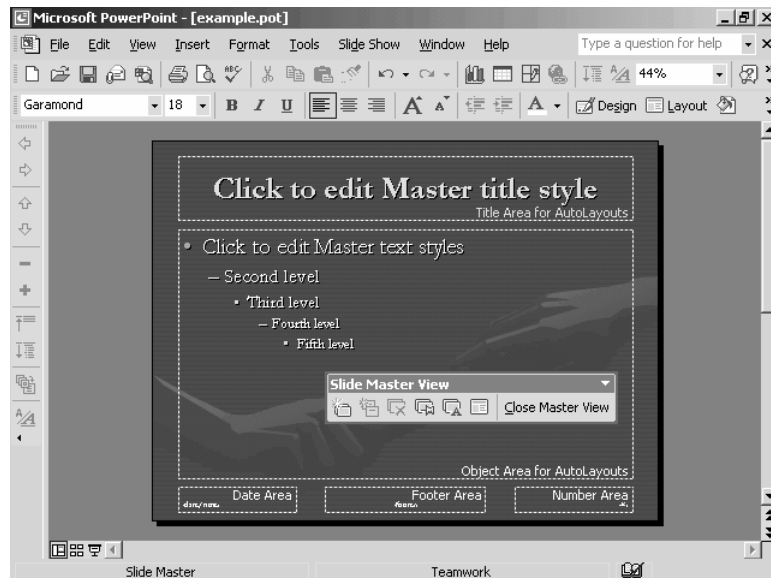 Microsoft PowerPoint - [example.pot]
File Edit View Insert Format Tools Slide Show Window Help Type a question for help
44%
Garamond 18 B I U A A A Design Layout
Click to edit Master title style
Title Area for AutoLayouts
• Click to edit Master text styles
– Second level
• Third level
– Fourth level
• Fifth level
Slide Master View
Close Master View
Object Area for AutoLayouts
Date Area
Footer Area
Number Area
Slide Master Teamwork